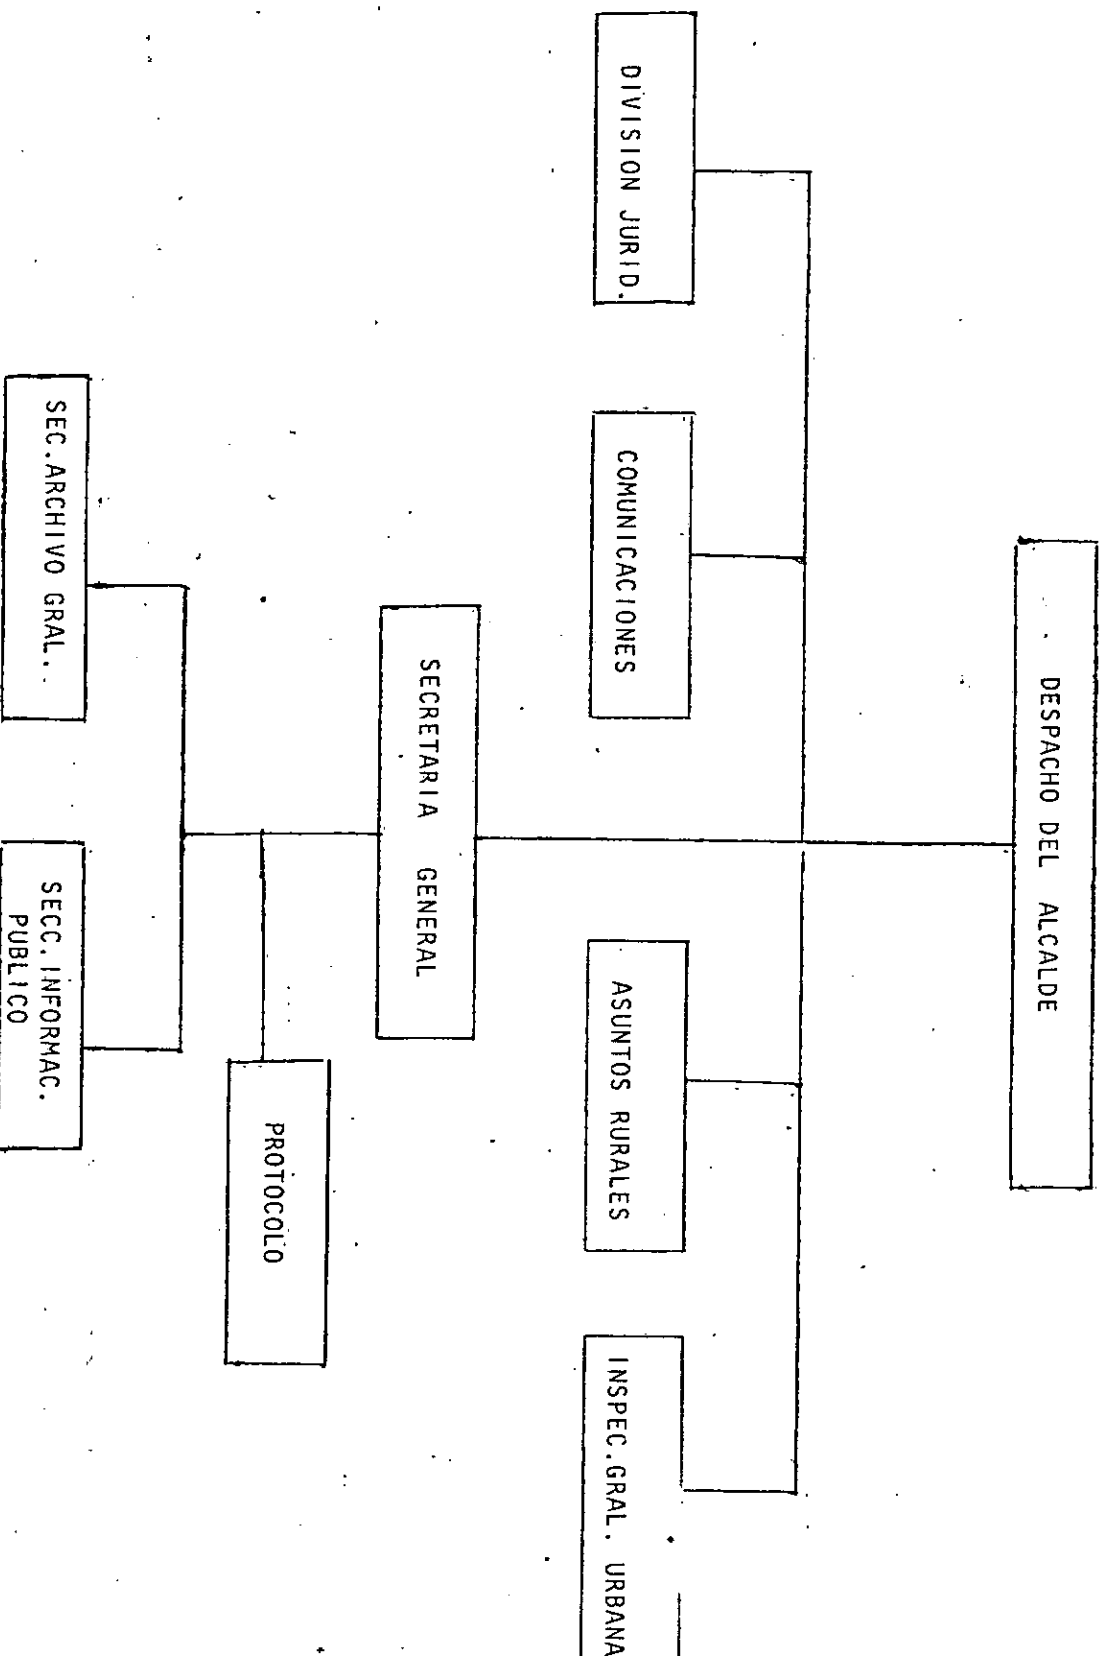 DESPACHO DEL ALCALDE
DIVISION JURID.
COMUNICACIONES
ASUNTOS RURALES
INSPEC.GRAL. URBANA
SECRETARIA GENERAL
PROTOCOLO
SEC.ARCHIVO GRAL..
SECC.INFORMAC.
PUBLICO